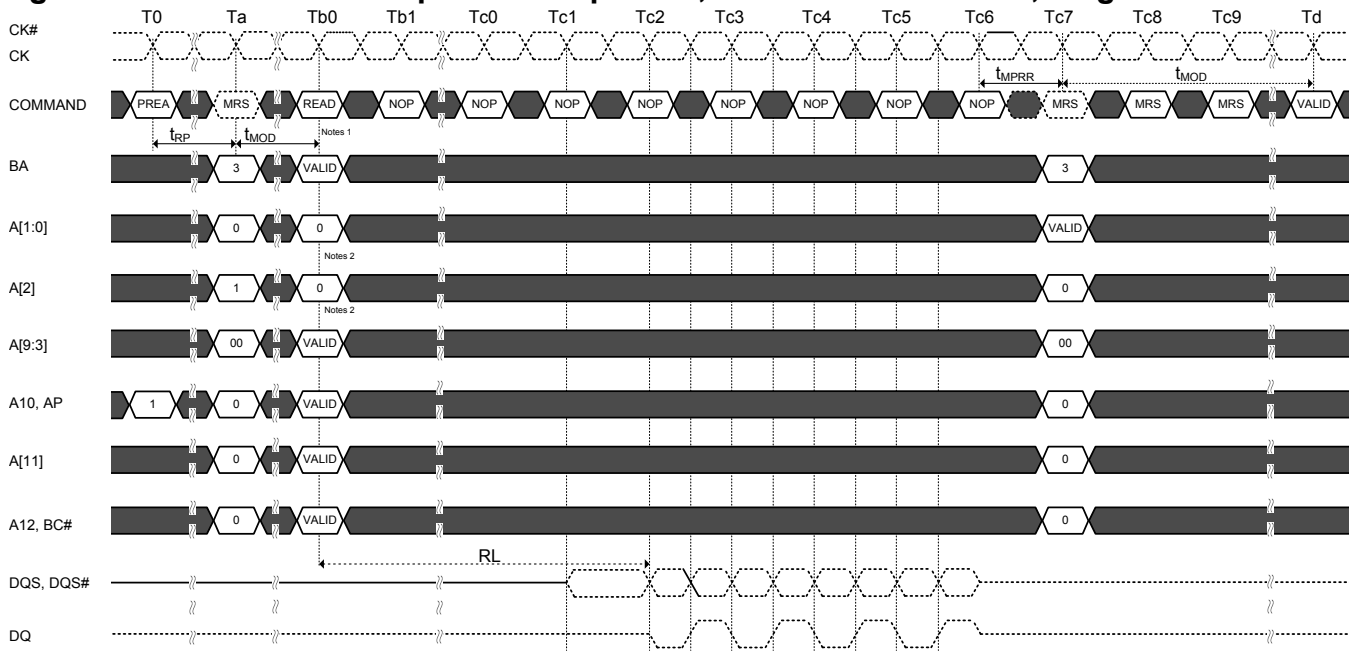 T0 Ta Tb0 Tb1 Tc0 Tc1 Tc2 Tc3 Tc4 Tc5 Tc6 Tc7 Tc8 Tc9 Td
CK#
CK
tMPRR tMOD
COMMAND PREA MRS READ NOP NOP NOP NOP NOP NOP NOP NOP MRS MRS MRS VALID
tRP tMOD Notes 1
BA 3 VALID 3
A[1:0] 0 0 VALID
Notes 2
A[2] 1 0 0
Notes 2
A[9:3] 00 VALID 00
A10, AP 1 0 VALID 0
A[11] 0 VALID 0
A12, BC# 0 VALID 0
RL
DQS, DQS#
DQ